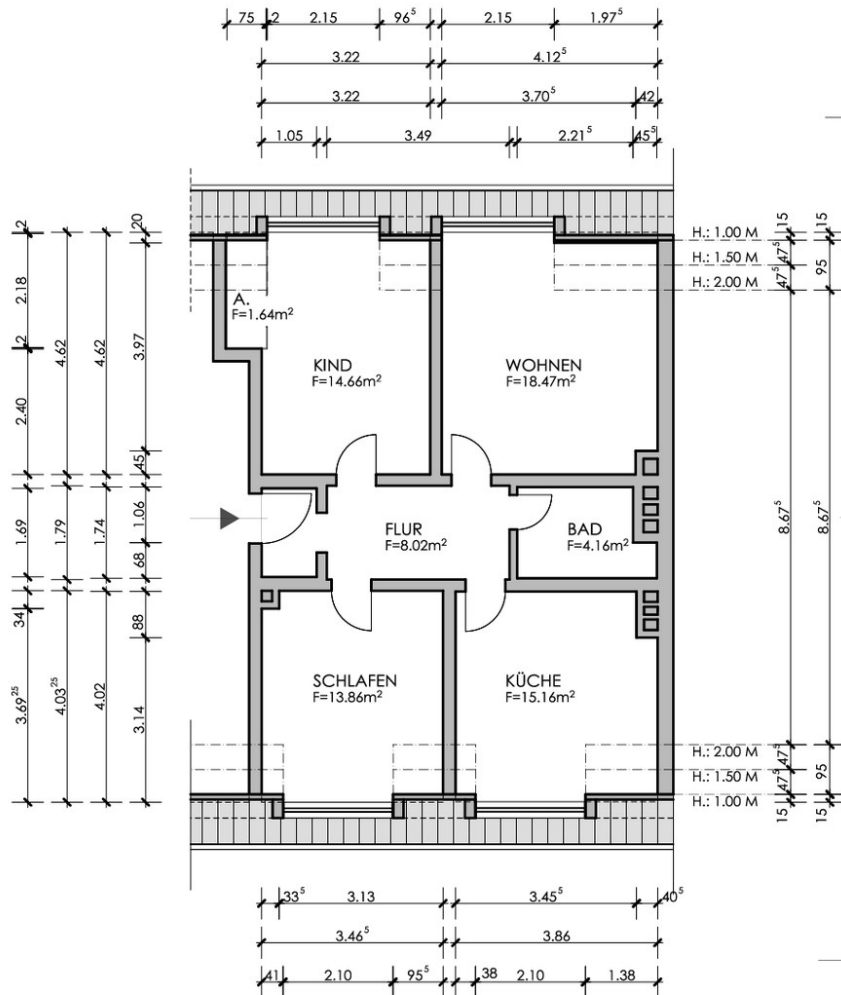 75 2 2.15 96⁵ 2.15 1.97⁵
3.22 4.12⁵
3.22 3.70⁵ 42
1.05 3.49 2.21⁵ 45⁵
2 2.18 2 2.40 1.69 34 3.69²⁵
4.62 1.79 4.03²⁵
4.62 1.74 4.02
20 3.97 45 1.06 68 88 3.14
A.
F=1.64m²
KIND
F=14.66m²
WOHNEN
F=18.47m²
FLUR
F=8.02m²
BAD
F=4.16m²
SCHLAFEN
F=13.86m²
KÜCHE
F=15.16m²
H.: 1.00 M
H.: 1.50 M
H.: 2.00 M
H.: 2.00 M
H.: 1.50 M
H.: 1.00 M
15 47⁵ 47⁵ 8.67⁵ 47⁵ 47⁵ 15
15 95 8.67⁵ 95 15
33⁵ 3.13 3.45⁵ 40⁵
3.46⁵ 3.86
41 2.10 95⁵ 38 2.10 1.38